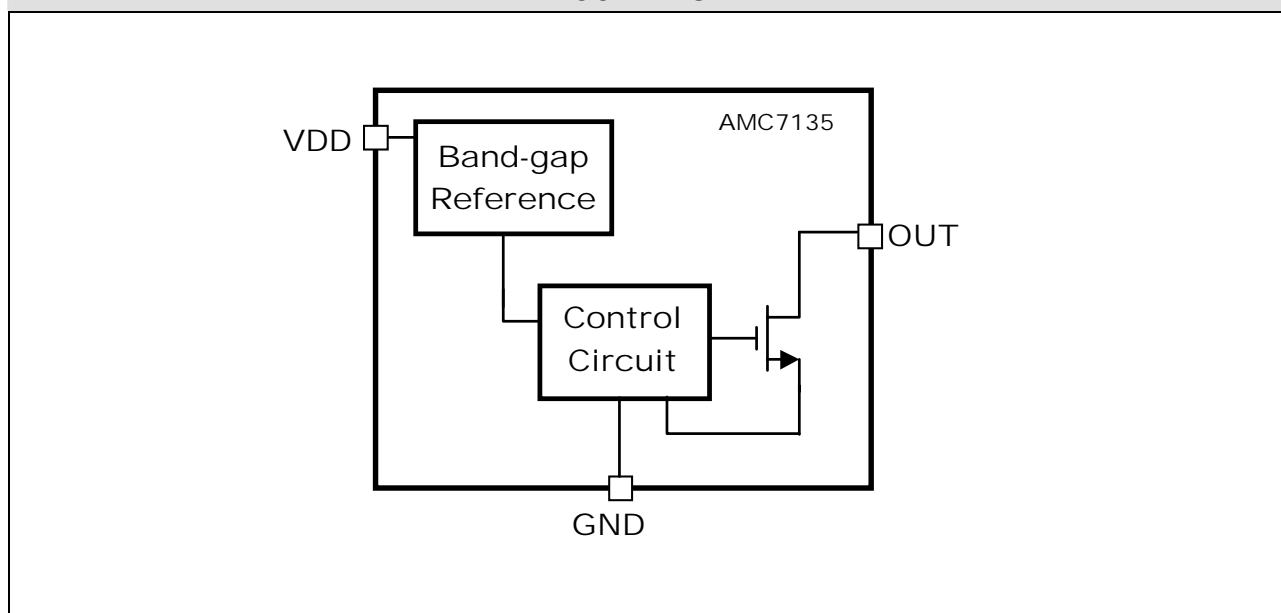 AMC7135
VDD
Band-gap
Reference
OUT
Control
Circuit
GND